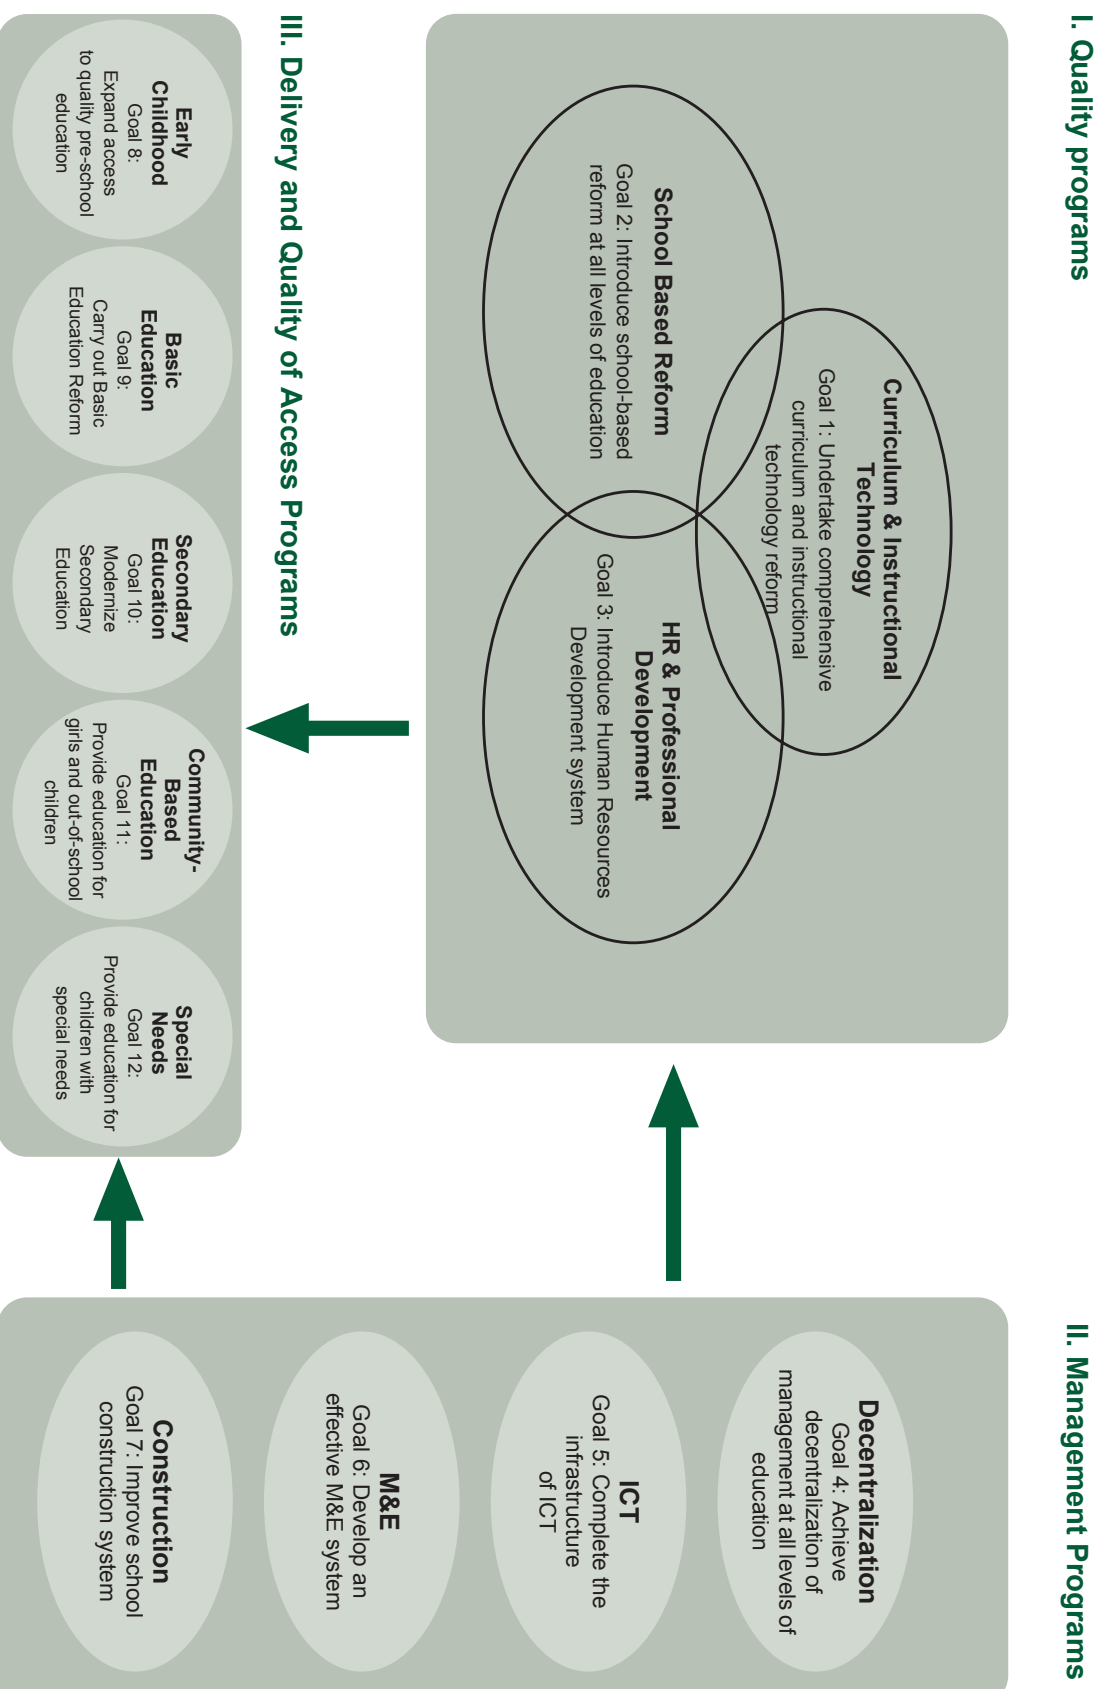 I. Quality programs
Curriculum & Instructional
Technology
Goal 1: Undertake comprehensive
curriculum and instructional
technology reform
School Based Reform
Goal 2: Introduce school-based
reform at all levels of education
HR & Professional
Development
Goal 3: Introduce Human Resources
Development system
II. Management Programs
Decentralization
Goal 4: Achieve
decentralization of
management at all levels of
education
ICT
Goal 5: Complete the
infrastructure
of ICT
M&E
Goal 6: Develop an
effective M&E system
Construction
Goal 7: Improve school
construction system
III. Delivery and Quality of Access Programs
Early
Childhood
Goal 8:
Expand access
to quality pre-school
education
Basic
Education
Goal 9:
Carry out Basic
Education Reform
Secondary
Education
Goal 10:
Modernize
Secondary
Education
Community-
Based
Education
Goal 11:
Provide education for
girls and out-of-school
children
Special
Needs
Goal 12:
Provide education for
children with
special needs